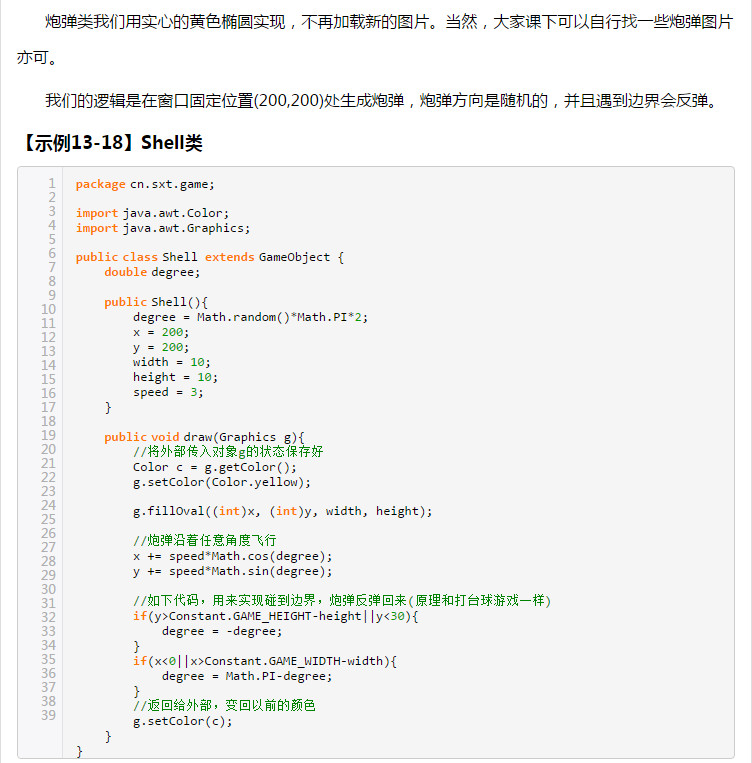 炮弹类我们用实心的黄色椭圆实现，不再加载新的图片。当然，大家课下可以自行找一些炮弹图片
亦可。
我们的逻辑是在窗口固定位置(200,200)处生成炮弹，炮弹方向是随机的，并且遇到边界会反弹。
【示例13-18】Shell类
1 package cn.sxt.game;
2
3 import java.awt.Color;
4 import java.awt.Graphics;
5
6 public class Shell extends GameObject {
7     double degree;
8
9     public Shell(){
10         degree = Math.random()*Math.PI*2;
11         x = 200;
12         y = 200;
13         width = 10;
14         height = 10;
15         speed = 3;
16     }
17
18     public void draw(Graphics g){
19         //将外部传入对象g的状态保存好
20         Color c = g.getColor();
21         g.setColor(Color.yellow);
22
23         g.fillOval((int)x, (int)y, width, height);
24
25         //炮弹沿着任意角度飞行
26         x += speed*Math.cos(degree);
27         y += speed*Math.sin(degree);
28
29         //如下代码，用来实现碰到边界，炮弹反弹回来(原理和打台球游戏一样)
30         if(y>Constant.GAME_HEIGHT-height||y<30){
31             degree = -degree;
32         }
33         if(x<0||x>Constant.GAME_WIDTH-width){
34             degree = Math.PI-degree;
35         }
36         //返回给外部，变回以前的颜色
37         g.setColor(c);
38     }
39 }